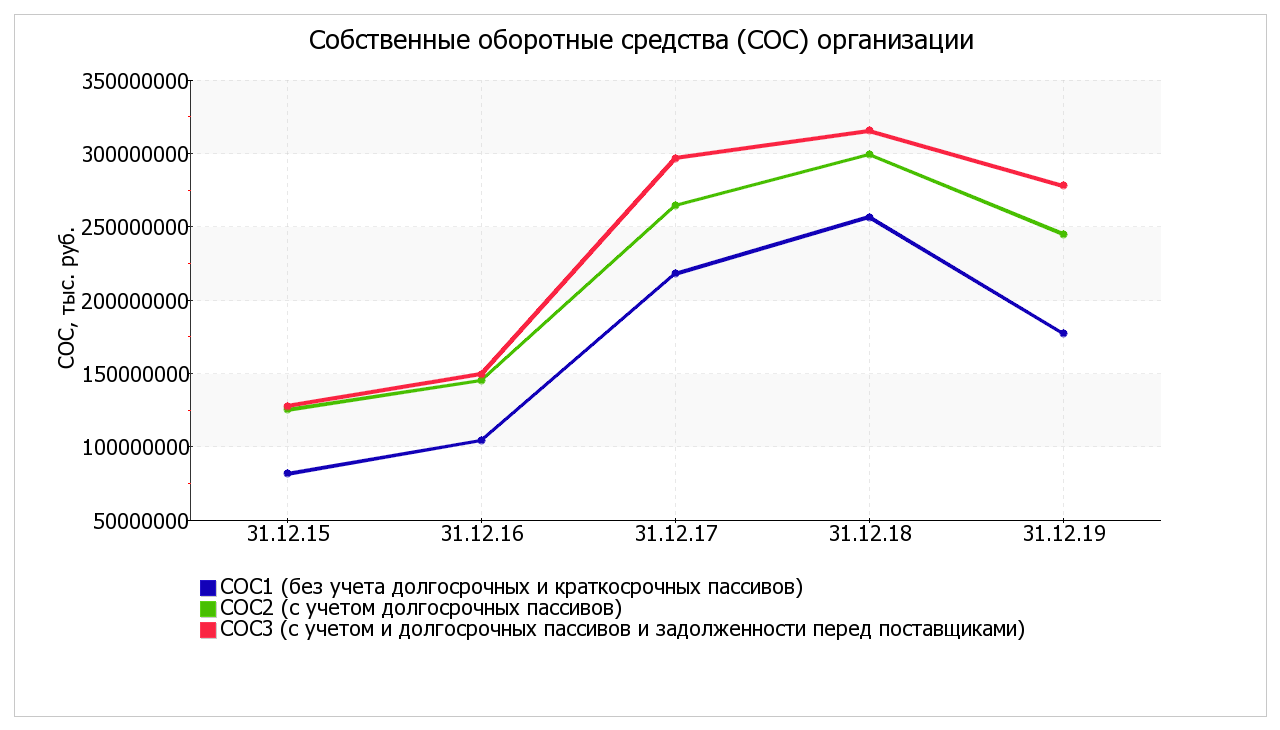 Собственные оборотные средства (СОС) организации
350000000
300000000
250000000
200000000
150000000
100000000
50000000
СОС, тыс. руб.
31.12.15 31.12.16 31.12.17 31.12.18 31.12.19
СОС1 (без учета долгосрочных и краткосрочных пассивов)
СОС2 (с учетом долгосрочных пассивов)
СОС3 (с учетом и долгосрочных пассивов и задолженности перед поставщиками)